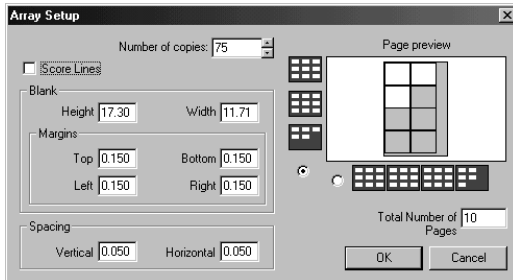 Array Setup
Number of copies: 75
Page preview
Score Lines
Blank
Height 17.30 Width 11.71
Margins
Top 0.150 Bottom 0.150
Left 0.150 Right 0.150
Total Number of Pages 10
Spacing
Vertical 0.050 Horizontal 0.050
OK Cancel